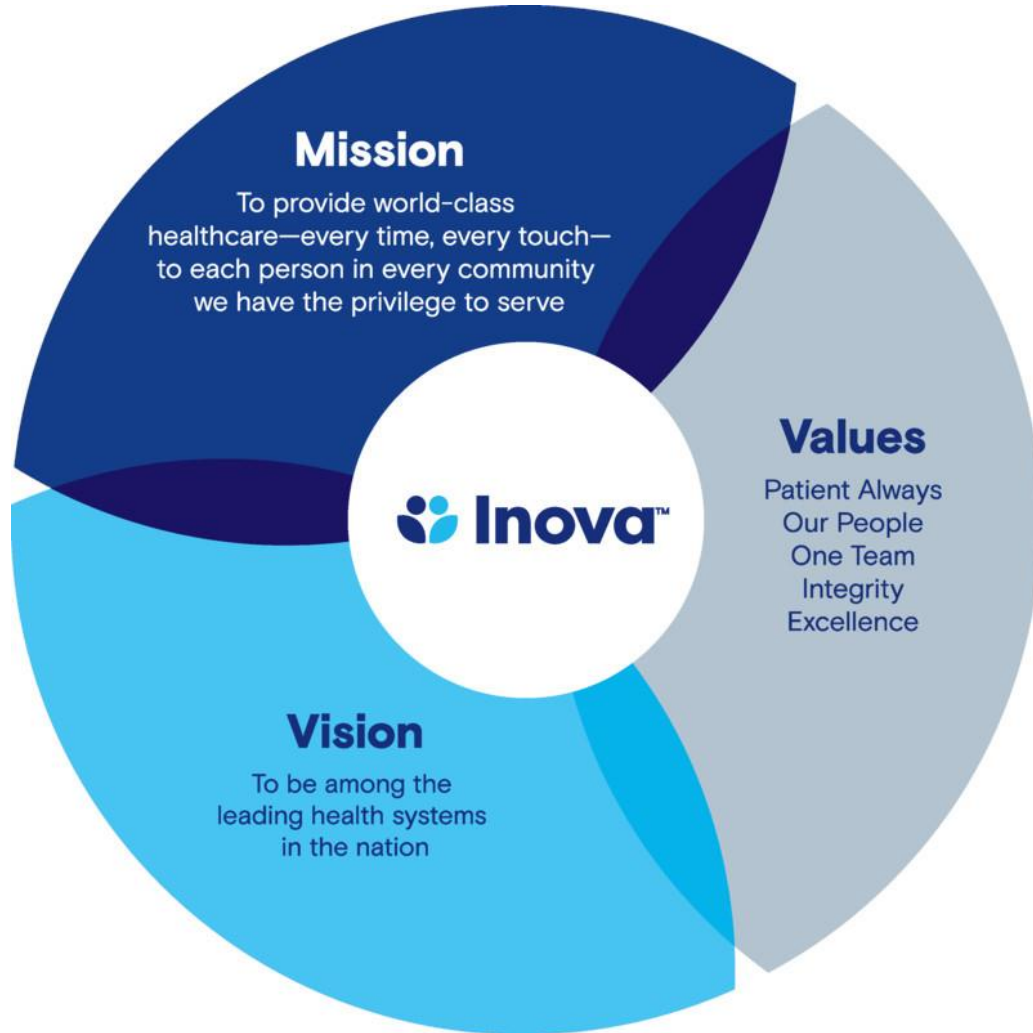 Mission
To provide world-class
healthcare—every time, every touch—
to each person in every community
we have the privilege to serve
Values
Patient Always
Our People
One Team
Integrity
Excellence
Inova™
Vision
To be among the
leading health systems
in the nation